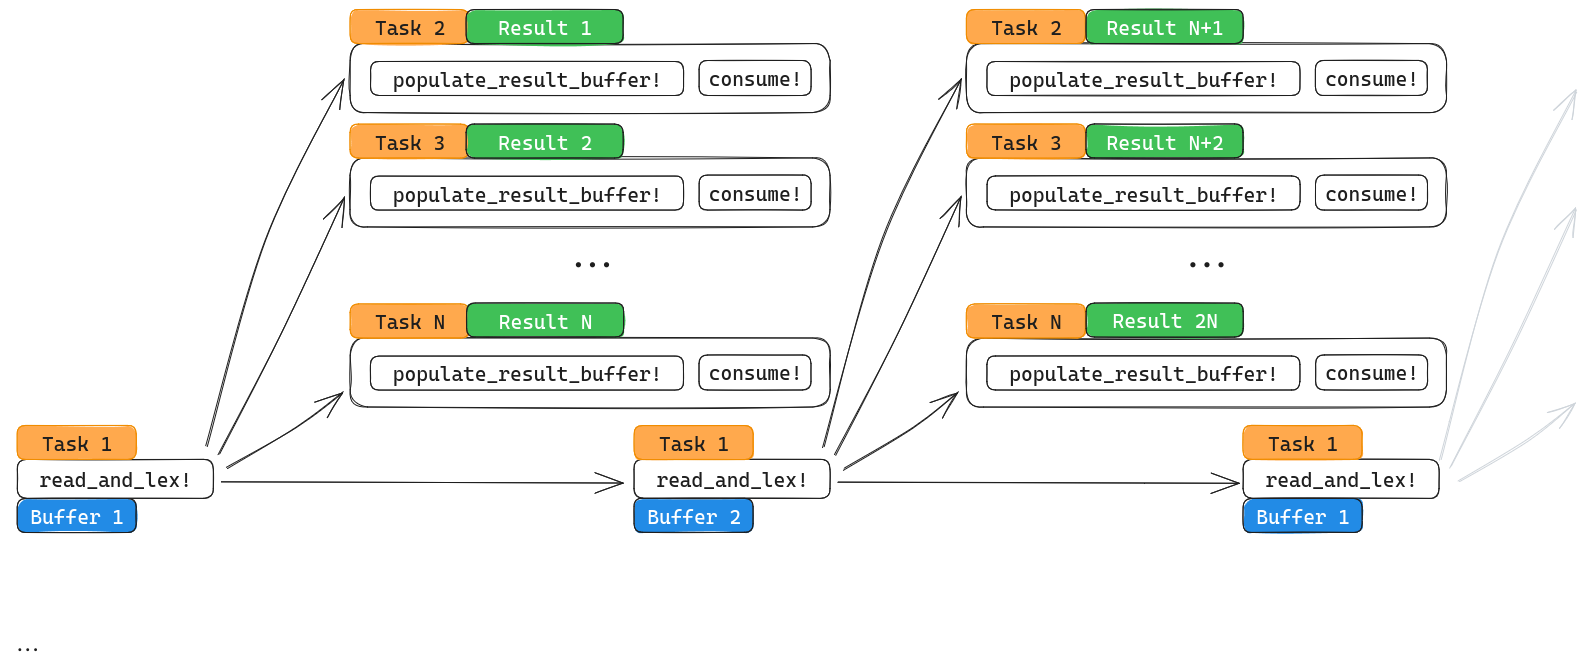 Task 2 Result 1
populate_result_buffer! consume!
Task 3 Result 2
populate_result_buffer! consume!
...
Task N Result N
populate_result_buffer! consume!
Task 2 Result N+1
populate_result_buffer! consume!
Task 3 Result N+2
populate_result_buffer! consume!
...
Task N Result 2N
populate_result_buffer! consume!
Task 1
read_and_lex!
Buffer 1
Task 1
read_and_lex!
Buffer 2
Task 1
read_and_lex!
Buffer 1
...